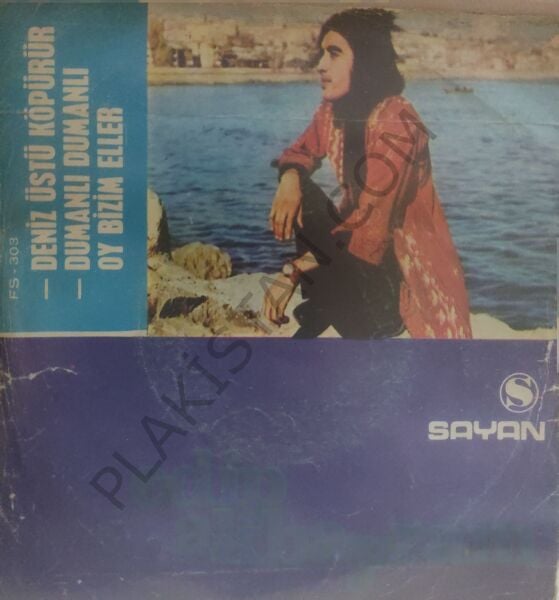 — DENİZ ÜSTÜ KÖPÜRÜR
— DUMANLI DUMANLI
OY BİZİM ELLER
FS - 303
S
SAYAN
PLAKİSTAN.COM